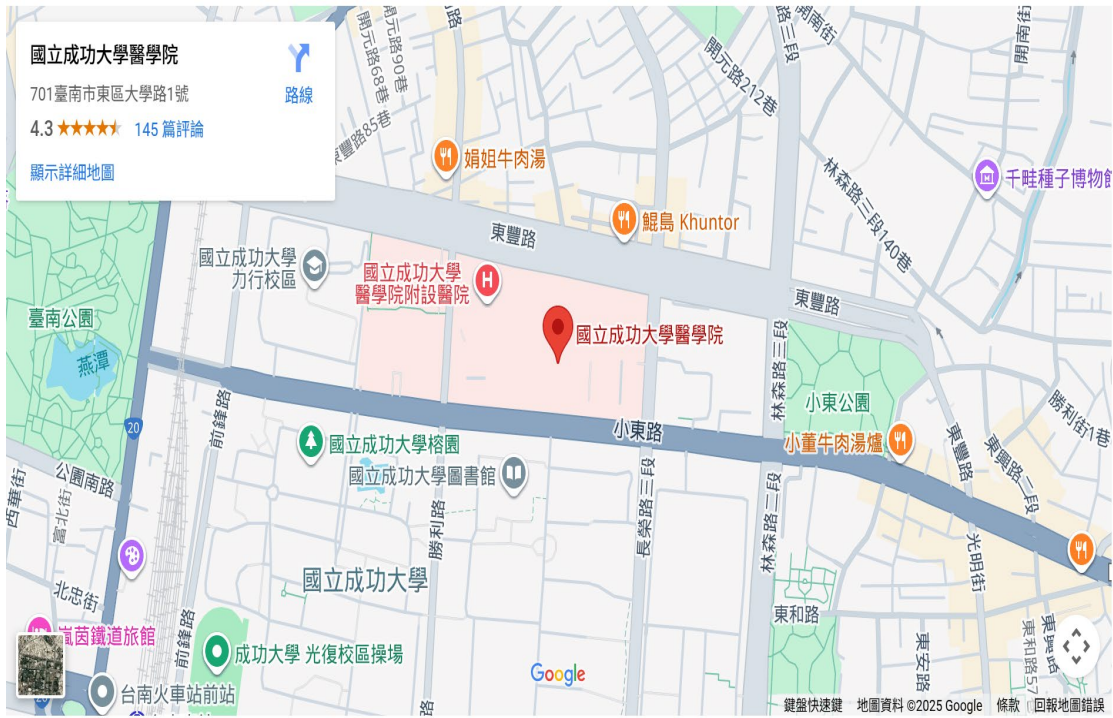 國立成功大學醫學院
701臺南市東區大學路1號
路線
4.3
145 篇評論
顯示詳細地圖
開元路68巷
開元路90巷
開南街
開南街
開元路212巷
娟姐牛肉湯
林森路三段140巷
千畦種子博物館
鯤島 Khuntor
東豐路
國立成功大學
力行校區
國立成功大學
醫學院附設醫院
H
東豐路
臺南公園
燕潭
國立成功大學醫學院
林森路三段
小東公園
前鋒路
小東路
小董牛肉湯爐
勝利街1巷
20
國立成功大學榕園
國立成功大學圖書館
東豐路
東興路二段
公園南路
西華街
富北街
勝利路
長榮路三段
林森路二段
光明街
國立成功大學
北忠街
東和路
嵐茵鐵道旅館
前鋒路
成功大學 光復校區操場
東安路
東和路57
Google
台南火車站前站
鍵盤快速鍵
地圖資料 ©2025 Google
條款
回報地圖錯誤